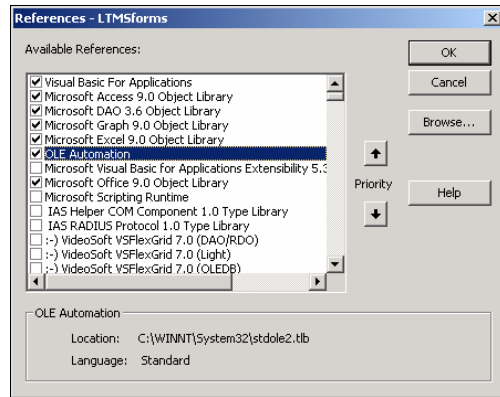 References - LTMSforms
Available References:
Visual Basic For Applications
Microsoft Access 9.0 Object Library
Microsoft DAO 3.6 Object Library
Microsoft Graph 9.0 Object Library
Microsoft Excel 9.0 Object Library
OLE Automation
Microsoft Visual Basic for Applications Extensibility 5.3
Microsoft Office 9.0 Object Library
Microsoft Scripting Runtime
IAS Helper COM Component 1.0 Type Library
IAS RADIUS Protocol 1.0 Type Library
:-) VideoSoft VSFlexGrid 7.0 (DAO/RDO)
:-) VideoSoft VSFlexGrid 7.0 (Light)
:-) VideoSoft VSFlexGrid 7.0 (OLEDB)
OK
Cancel
Browse...
Priority
Help
OLE Automation
Location: C:\WINNT\System32\stdole2.tlb
Language: Standard